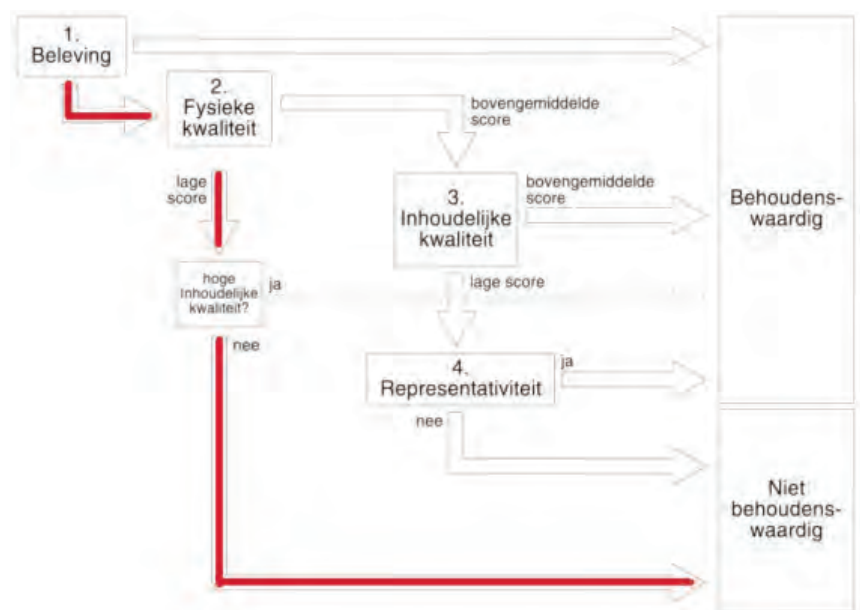 1.
Beleving
2.
Fysieke
kwaliteit
bovengemiddelde
score
lage
score
3.
Inhoudelijke
kwaliteit
bovengemiddelde
score
Behoudens-
waardig
hoge
Inhoudelijke
kwaliteit?
ja
lage score
nee
4.
Representativiteit
ja
nee
Niet
behoudens-
waardig